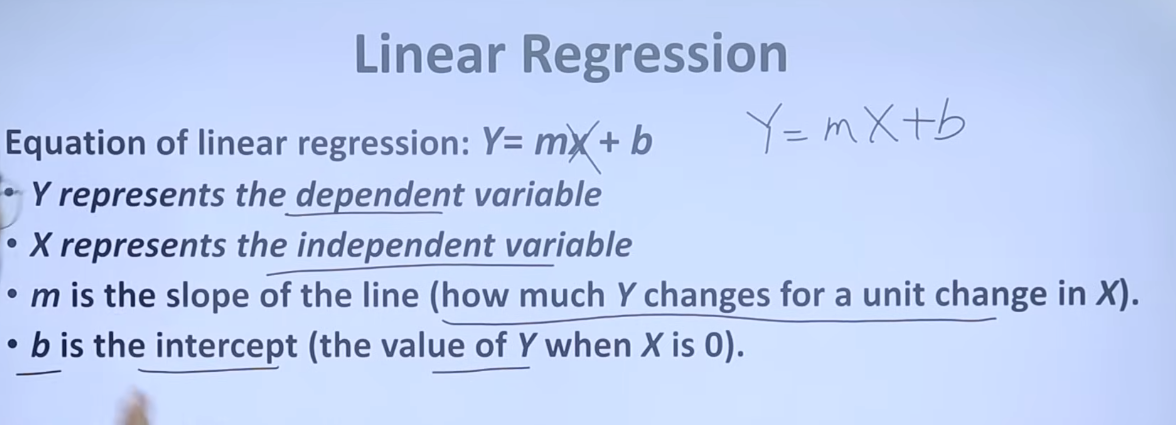 Linear Regression
Equation of linear regression: Y= mX + b
Y = m X + b
• Y represents the dependent variable
• X represents the independent variable
• m is the slope of the line (how much Y changes for a unit change in X).
• b is the intercept (the value of Y when X is 0).